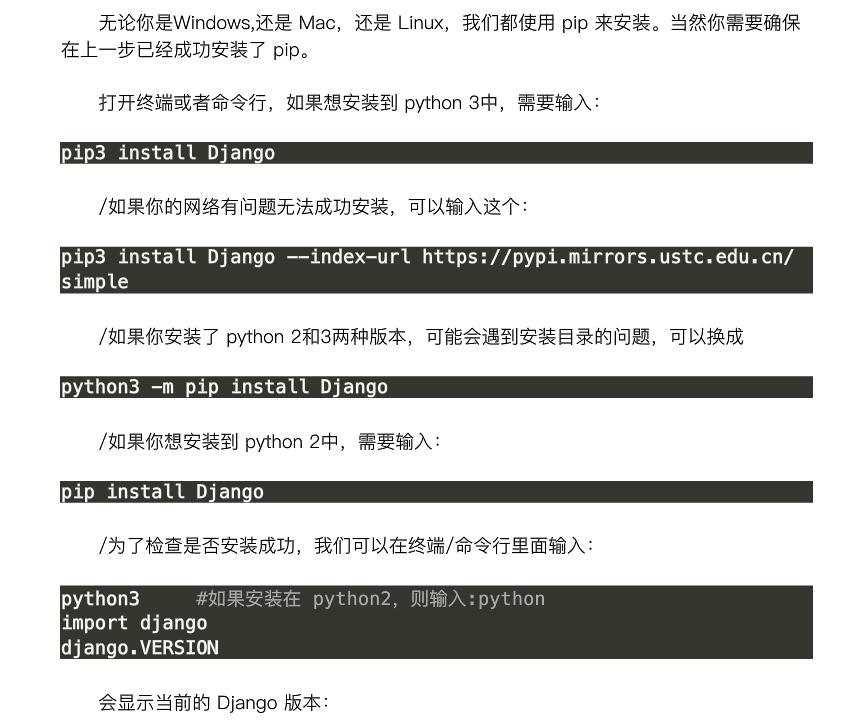 无论你是Windows,还是 Mac，还是 Linux，我们都使用 pip 来安装。当然你需要确保
在上一步已经成功安装了 pip。
打开终端或者命令行，如果想安装到 python 3中，需要输入：
pip3 install Django
/如果你的网络有问题无法成功安装，可以输入这个：
pip3 install Django --index-url https://pypi.mirrors.ustc.edu.cn/
simple
/如果你安装了 python 2和3两种版本，可能会遇到安装目录的问题，可以换成
python3 -m pip install Django
/如果你想安装到 python 2中，需要输入：
pip install Django
/为了检查是否安装成功，我们可以在终端/命令行里面输入：
python3     #如果安装在 python2，则输入:python
import django
django.VERSION
会显示当前的 Django 版本：